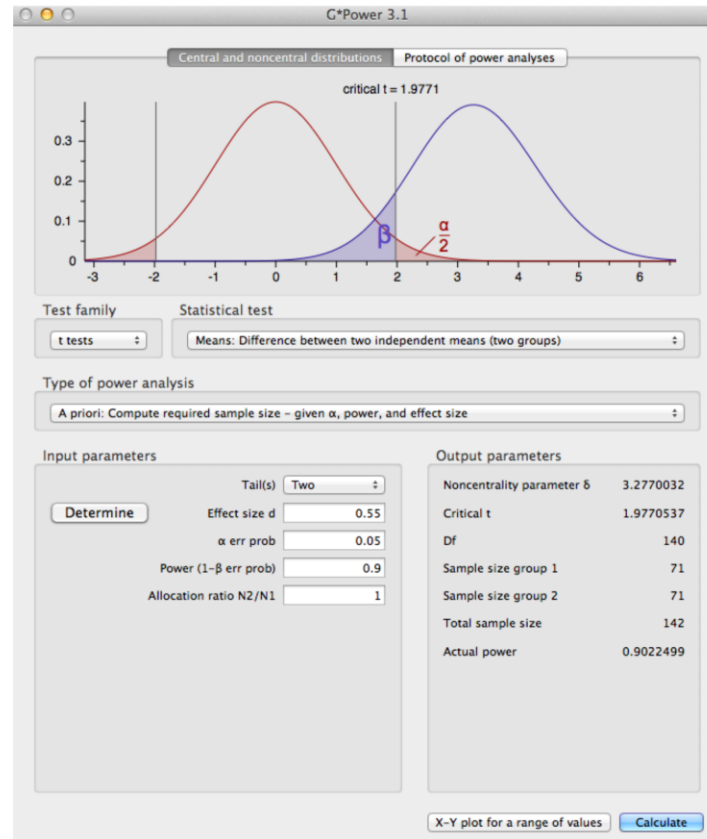 G*Power 3.1
Central and noncentral distributions Protocol of power analyses
critical t = 1.9771
0.3
0.2
0.1
0
β
α
2
-3 -2 -1 0 1 2 3 4 5 6
Test family Statistical test
t tests Means: Difference between two independent means (two groups)
Type of power analysis
A priori: Compute required sample size – given α, power, and effect size
Input parameters
Tail(s) Two
Determine Effect size d 0.55
α err prob 0.05
Power (1-β err prob) 0.9
Allocation ratio N2/N1 1
Output parameters
Noncentrality parameter δ 3.2770032
Critical t 1.9770537
Df 140
Sample size group 1 71
Sample size group 2 71
Total sample size 142
Actual power 0.9022499
X-Y plot for a range of values Calculate